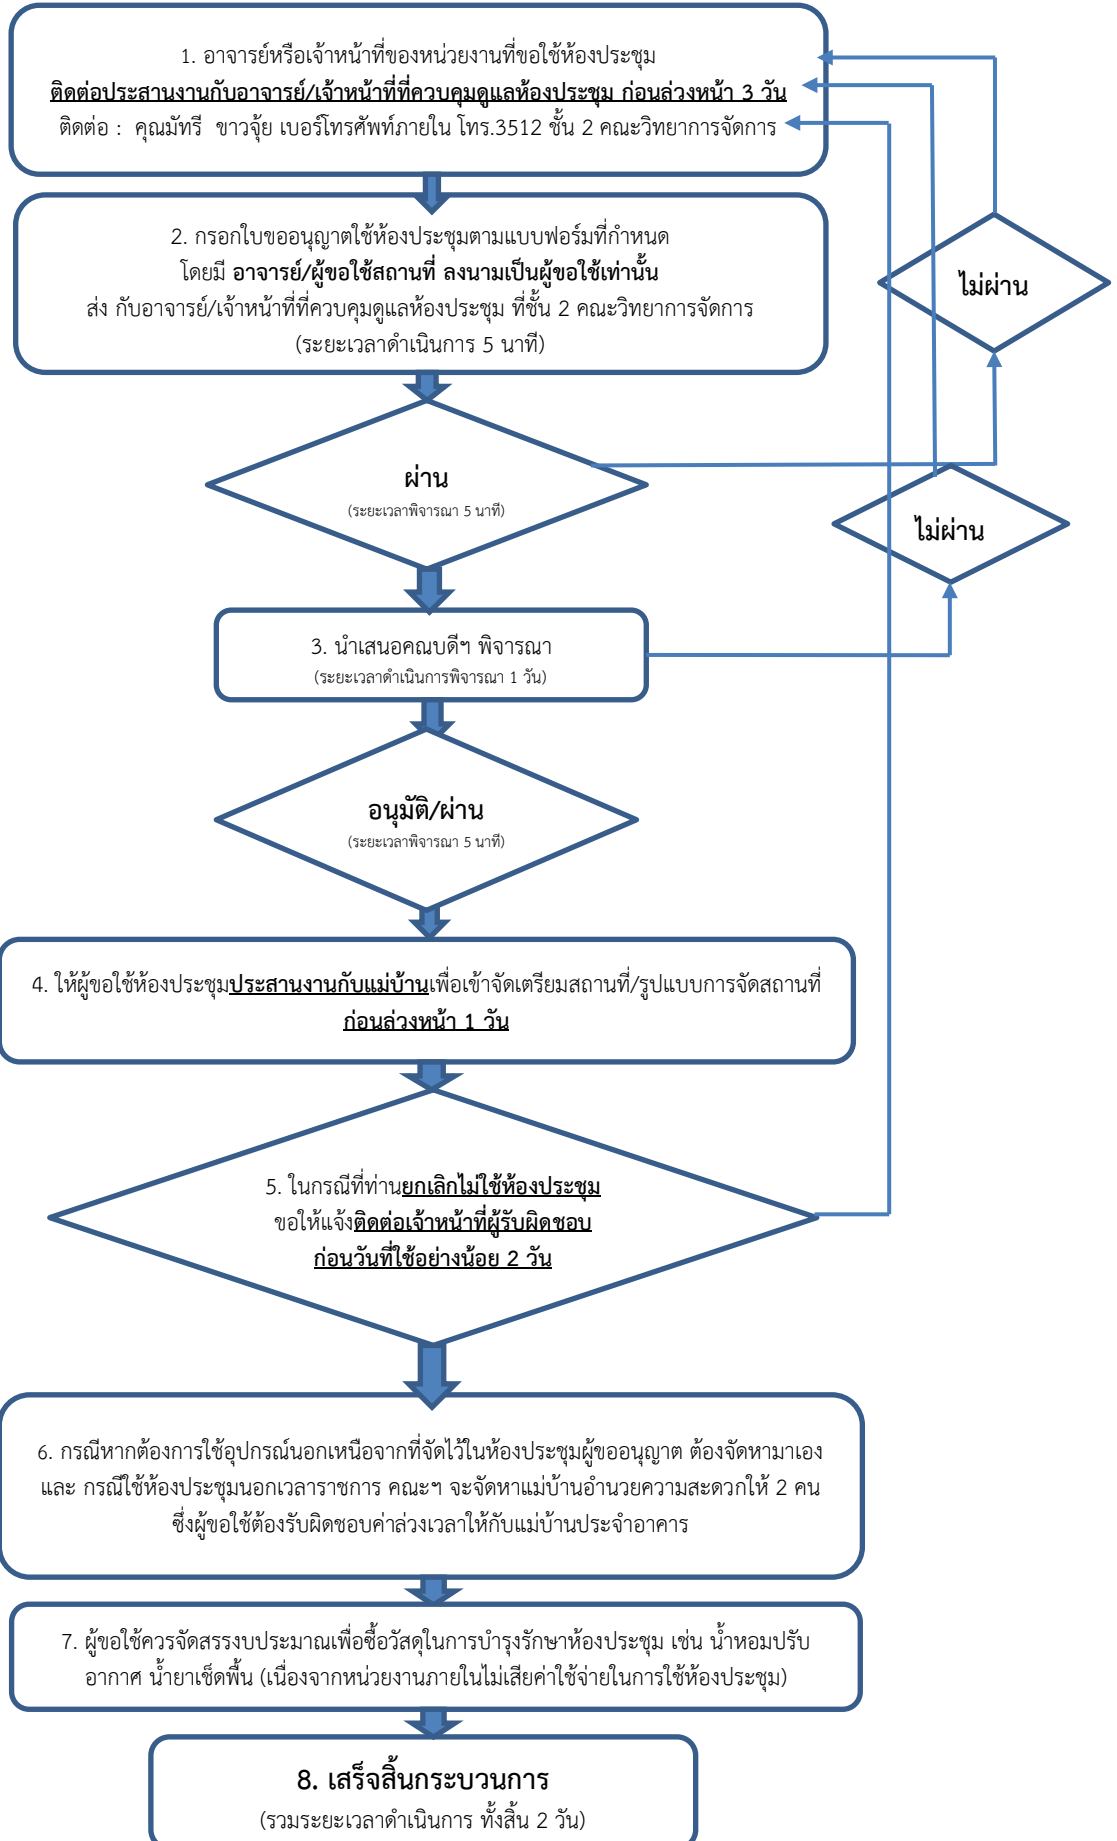 1. อาจารย์หรือเจ้าหน้าที่ของหน่วยงานที่ขอใช้ห้องประชุม
ติดต่อประสานงานกับอาจารย์/เจ้าหน้าที่ที่ควบคุมดูแลห้องประชุม ก่อนล่วงหน้า 3 วัน
ติดต่อ : คุณมัทรี ขาวจุ้ย เบอร์โทรศัพท์ภายใน โทร.3512 ชั้น 2 คณะวิทยาการจัดการ
2. กรอกใบขออนุญาตใช้ห้องประชุมตามแบบฟอร์มที่กำหนด
โดยมี อาจารย์/ผู้ขอใช้สถานที่ ลงนามเป็นผู้ขอใช้เท่านั้น
ส่ง กับอาจารย์/เจ้าหน้าที่ที่ควบคุมดูแลห้องประชุม ที่ชั้น 2 คณะวิทยาการจัดการ
(ระยะเวลาดำเนินการ 5 นาที)
ไม่ผ่าน
ผ่าน
(ระยะเวลาพิจารณา 5 นาที)
ไม่ผ่าน
3. นำเสนอคณบดีฯ พิจารณา
(ระยะเวลาดำเนินการพิจารณา 1 วัน)
อนุมัติ/ผ่าน
(ระยะเวลาพิจารณา 5 นาที)
4. ให้ผู้ขอใช้ห้องประชุมประสานงานกับแม่บ้านเพื่อเข้าจัดเตรียมสถานที่/รูปแบบการจัดสถานที่
ก่อนล่วงหน้า 1 วัน
5. ในกรณีที่ท่านยกเลิกไม่ใช้ห้องประชุม
ขอให้แจ้งติดต่อเจ้าหน้าที่ผู้รับผิดชอบ
ก่อนวันที่ใช้อย่างน้อย 2 วัน
6. กรณีหากต้องการใช้อุปกรณ์นอกเหนือจากที่จัดไว้ในห้องประชุมผู้ขออนุญาต ต้องจัดหามาเอง
และ กรณีใช้ห้องประชุมนอกเวลาราชการ คณะฯ จะจัดหาแม่บ้านอำนวยความสะดวกให้ 2 คน
ซึ่งผู้ขอใช้ต้องรับผิดชอบค่าล่วงเวลาให้กับแม่บ้านประจำอาคาร
7. ผู้ขอใช้ควรจัดสรรงบประมาณเพื่อซื้อวัสดุในการบำรุงรักษาห้องประชุม เช่น น้ำหอมปรับ
อากาศ น้ำยาเช็ดพื้น (เนื่องจากหน่วยงานภายในไม่เสียค่าใช้จ่ายในการใช้ห้องประชุม)
8. เสร็จสิ้นกระบวนการ
(รวมระยะเวลาดำเนินการ ทั้งสิ้น 2 วัน)